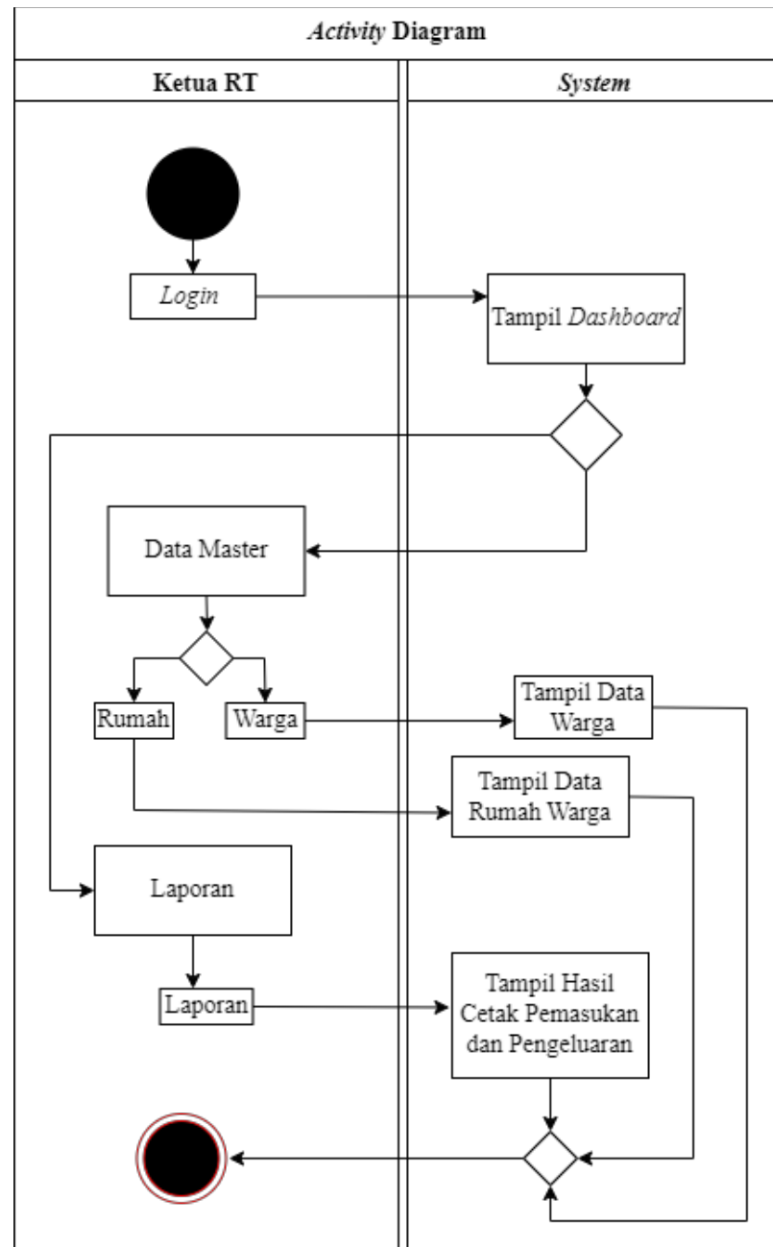 Activity Diagram
Ketua RT
System
Login
Tampil Dashboard
Data Master
Rumah
Warga
Tampil Data
Warga
Tampil Data
Rumah Warga
Laporan
Laporan
Tampil Hasil
Cetak Pemasukan
dan Pengeluaran